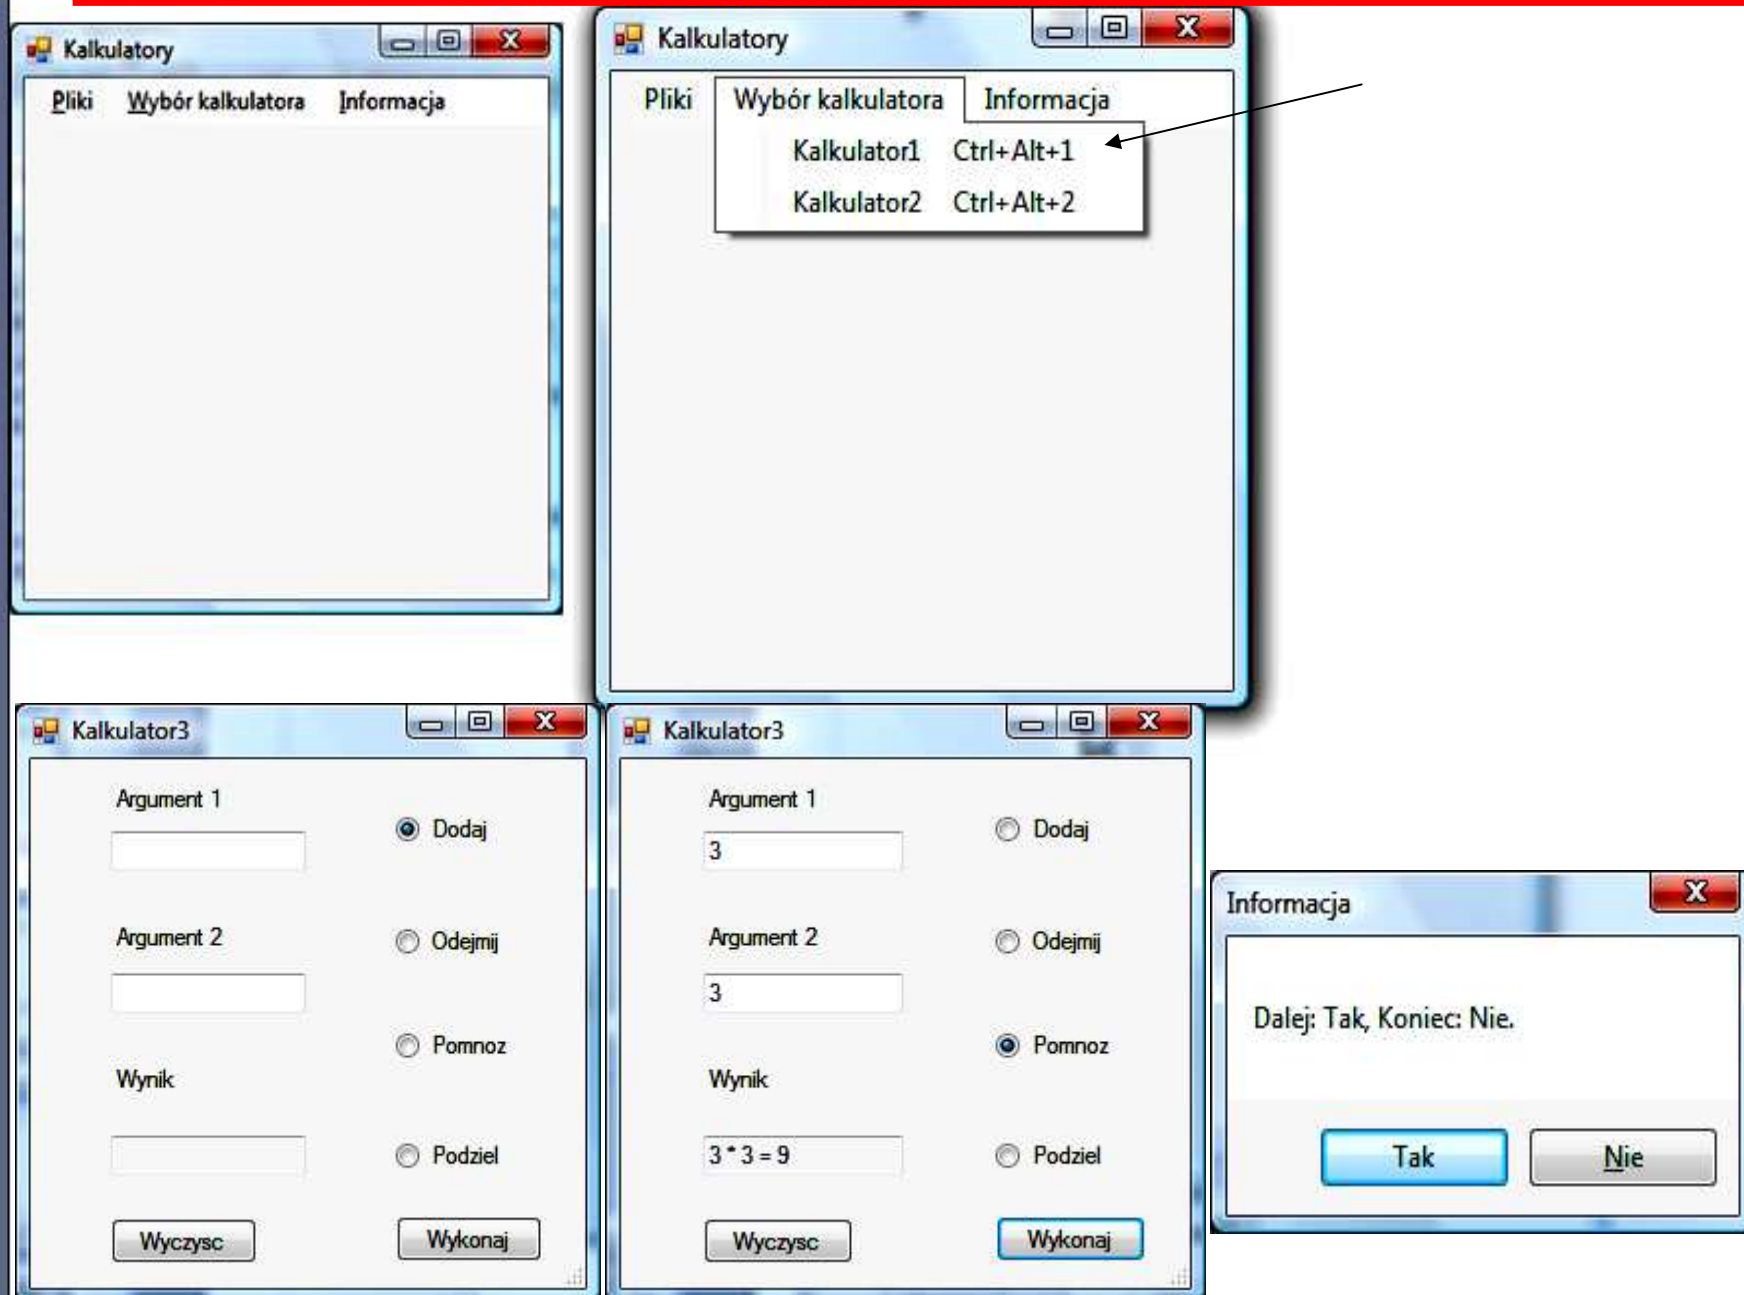 Kalkulatory
Pliki Wybór kalkulatora Informacja
Kalkulatory
Pliki Wybór kalkulatora Informacja
Kalkulator1 Ctrl+Alt+1
Kalkulator2 Ctrl+Alt+2
Kalkulator3
Argument 1
Dodaj
Argument 2
Odejmij
Pomnoz
Wynik
Podziel
Wyczysc Wykonaj
Kalkulator3
Argument 1
3
Dodaj
Argument 2
Odejmij
3
Pomnoz
Wynik
3 * 3 = 9
Podziel
Wyczysc Wykonaj
Informacja
Dalej: Tak, Koniec: Nie.
Tak Nie